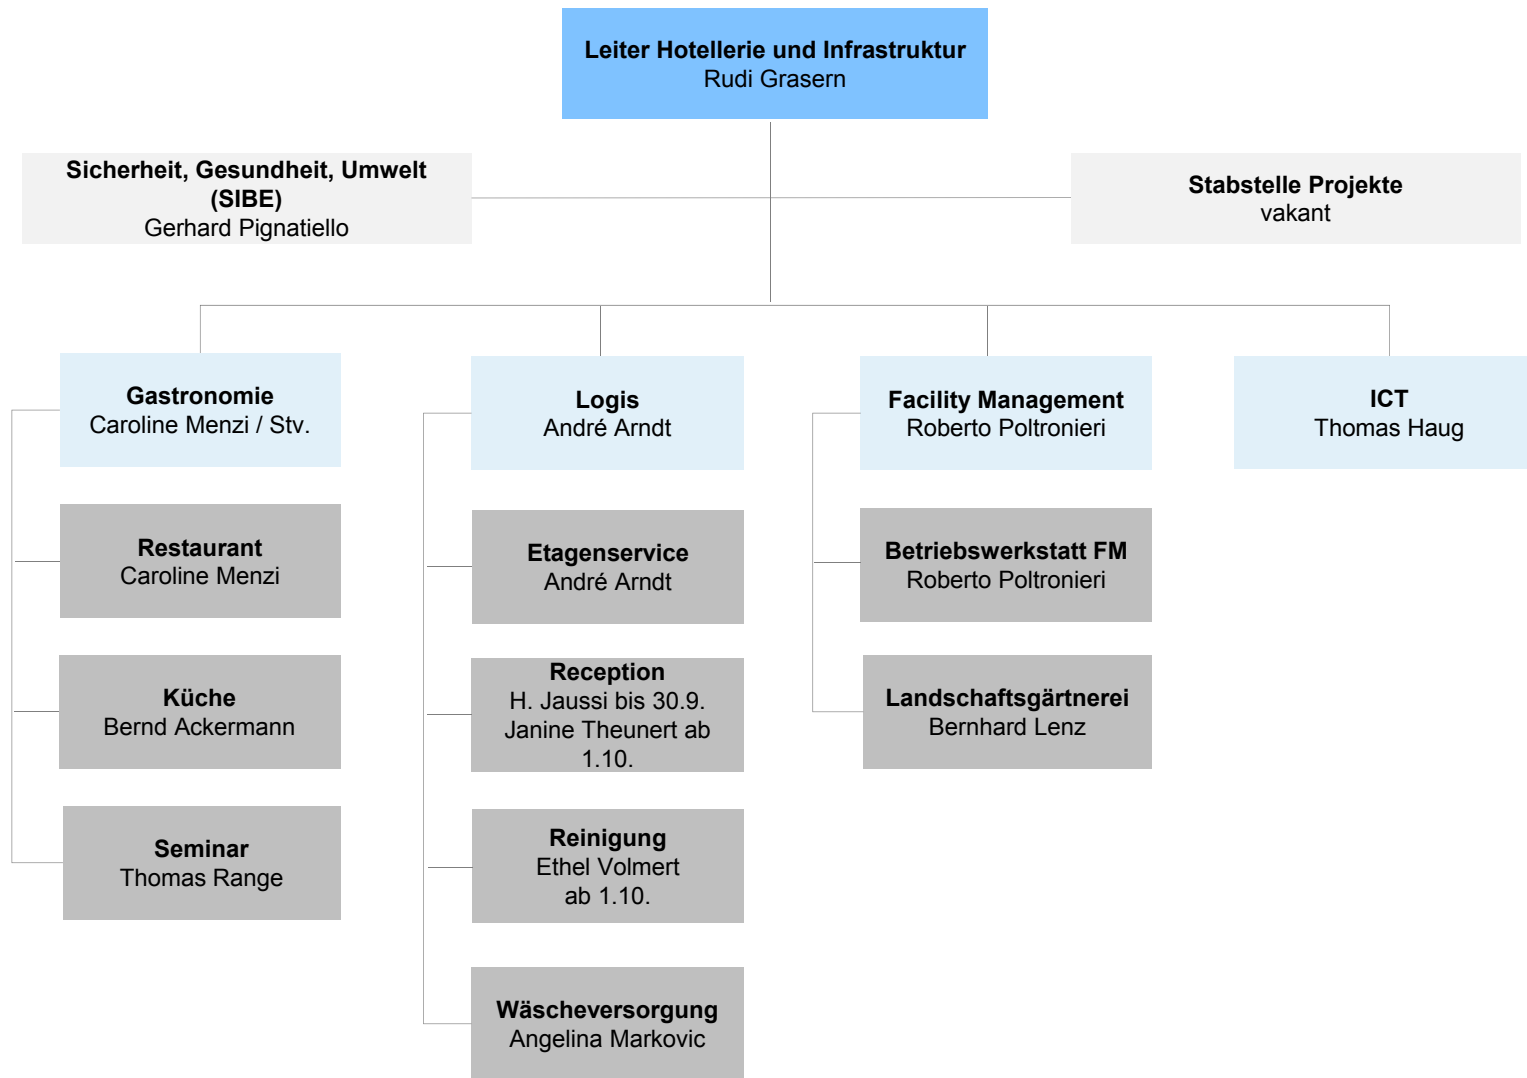 Leiter Hotellerie und Infrastruktur
Rudi Grasern
Sicherheit, Gesundheit, Umwelt
(SIBE)
Gerhard Pignatiello
Stabstelle Projekte
vakant
Gastronomie
Caroline Menzi / Stv.
Logis
André Arndt
Facility Management
Roberto Poltronieri
ICT
Thomas Haug
Restaurant
Caroline Menzi
Etagenservice
André Arndt
Betriebswerkstatt FM
Roberto Poltronieri
Küche
Bernd Ackermann
Reception
H. Jaussi bis 30.9.
Janine Theunert ab
1.10.
Landschaftsgärtnerei
Bernhard Lenz
Seminar
Thomas Range
Reinigung
Ethel Volmert
ab 1.10.
Wäscheversorgung
Angelina Markovic